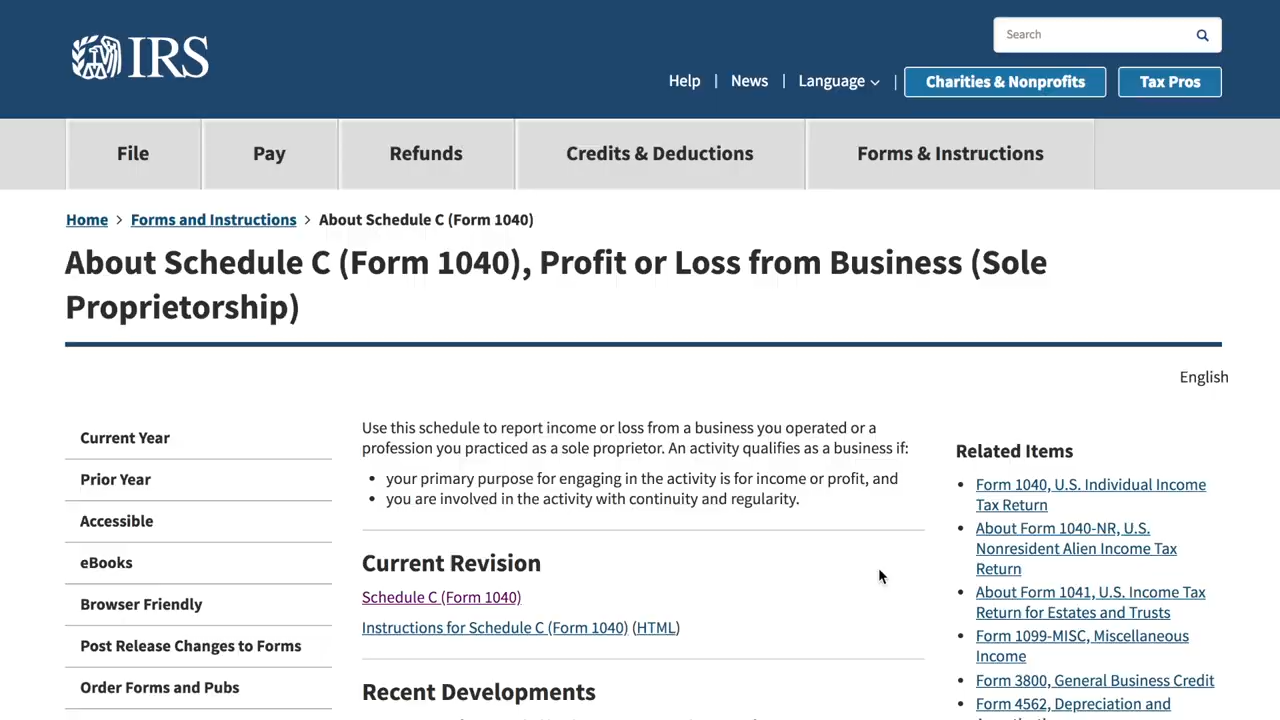 IRS
Search
Help | News | Language | Charities & Nonprofits Tax Pros
File Pay Refunds Credits & Deductions Forms & Instructions
Home > Forms and Instructions > About Schedule C (Form 1040)
About Schedule C (Form 1040), Profit or Loss from Business (Sole
Proprietorship)
English
Current Year
Prior Year
Accessible
eBooks
Browser Friendly
Post Release Changes to Forms
Order Forms and Pubs
Use this schedule to report income or loss from a business you operated or a
profession you practiced as a sole proprietor. An activity qualifies as a business if:
• your primary purpose for engaging in the activity is for income or profit, and
• you are involved in the activity with continuity and regularity.
Current Revision
Schedule C (Form 1040)
Instructions for Schedule C (Form 1040) (HTML)
Recent Developments
Related Items
• Form 1040, U.S. Individual Income
Tax Return
• About Form 1040-NR, U.S.
Nonresident Alien Income Tax
Return
• About Form 1041, U.S. Income Tax
Return for Estates and Trusts
• Form 1099-MISC, Miscellaneous
Income
• Form 3800, General Business Credit
• Form 4562, Depreciation and